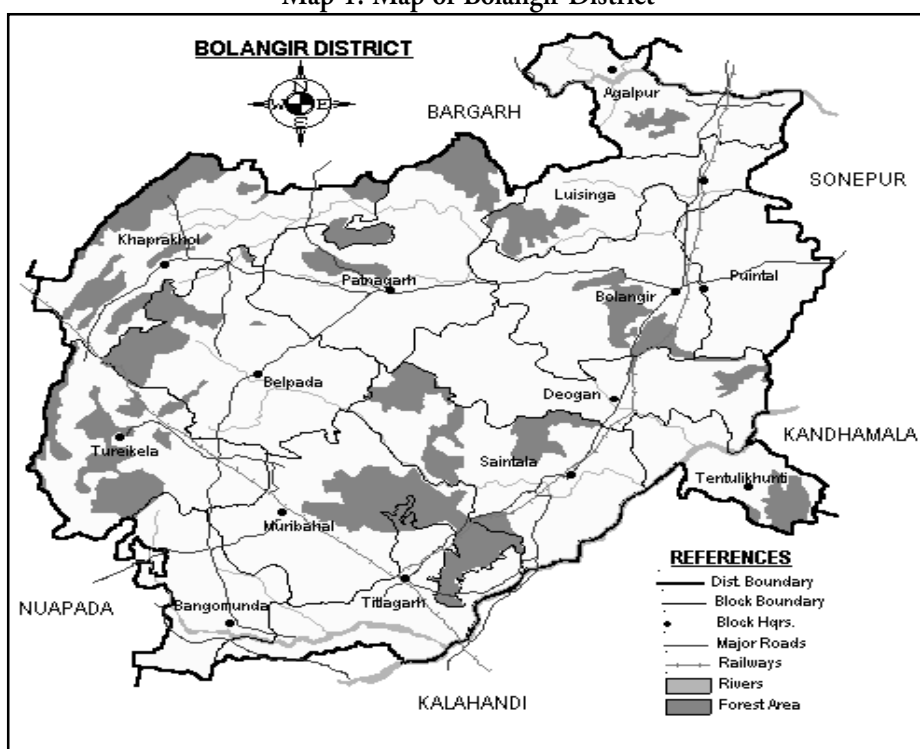 Map 1: Map of Bolangir District
BOLANGIR DISTRICT
N
W E
S
BARGARH
Agalpur
SONEPUR
Luisinga
Khaprakhol
Patnagarh
Bolangir
Puintal
Belpada
Deogan
KANDHAMALA
Tureikela
Saintala
Tentulikhunti
Muribahal
NUAPADA
Bangomunda
Titlagarh
KALAHANDI
REFERENCES
Dist. Boundary
Block Boundary
Block Hqrs.
Major Roads
Railways
Rivers
Forest Area